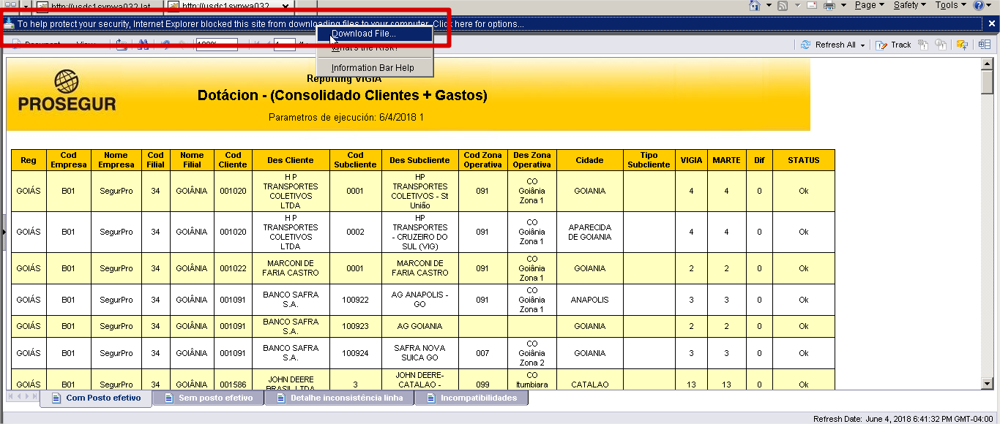 http://usdc1svpwa032.lat... http://usdc1svpwa032...
Page Safety Tools
To help protect your security, Internet Explorer blocked this site from downloading files to your computer. Click here for options...
Download File...
What's the Risk?
Information Bar Help
Document View 100% 1 Refresh All Track
PROSEGUR
Reporting VIGIA
Dotácion - (Consolidado Clientes + Gastos)
Parametros de ejecución: 6/4/2018 1
Reg Cod Empresa Nome Empresa Cod Filial Nome Filial Cod Cliente Des Cliente Cod Subcliente Des Subcliente Cod Zona Operativa Des Zona Operativa Cidade Tipo Subcliente VIGIA MARTE Dif STATUS
GOIÁS B01 SegurPro 34 GOIÂNIA 001020 H P TRANSPORTES COLETIVOS LTDA 0001 HP TRANSPORTES COLETIVOS - St União 091 CO Goiânia Zona 1 GOIANIA 4 4 0 Ok
GOIÁS B01 SegurPro 34 GOIÂNIA 001020 H P TRANSPORTES COLETIVOS LTDA 0002 HP TRANSPORTES - CRUZEIRO DO SUL (VIG) 091 CO Goiânia Zona 1 APARECIDA DE GOIANIA 4 4 0 Ok
GOIÁS B01 SegurPro 34 GOIÂNIA 001022 MARCONI DE FARIA CASTRO 0001 MARCONI DE FARIA CASTRO 091 CO Goiânia Zona 1 GOIANIA 2 2 0 Ok
GOIÁS B01 SegurPro 34 GOIÂNIA 001091 BANCO SAFRA S.A. 100922 AG ANAPOLIS - GO 091 CO Goiânia Zona 1 ANAPOLIS 3 3 0 Ok
GOIÁS B01 SegurPro 34 GOIÂNIA 001091 BANCO SAFRA S.A. 100923 AG GOIANIA GOIANIA 2 2 0 Ok
GOIÁS B01 SegurPro 34 GOIÂNIA 001091 BANCO SAFRA S.A. 100924 SAFRA NOVA SUICA GO 007 CO Goiânia Zona 2 GOIANIA 3 3 0 Ok
GOIÁS B01 SegurPro 34 GOIÂNIA 001586 JOHN DEERE BRASIL LTDA 3 JOHN DEERE- CATALAO - 099 CO Itumbiara CATALAO 13 13 0 Ok
Com Posto efetivo Sem posto efetivo Detalhe inconsistência linha Incompatibilidades
Refresh Date: June 4, 2018 6:41:32 PM GMT-04:00